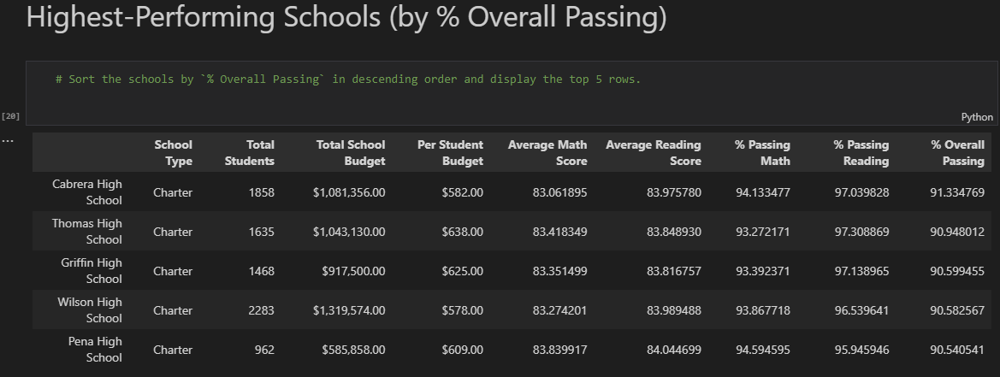 Highest-Performing Schools (by % Overall Passing)
# Sort the schools by `% Overall Passing` in descending order and display the top 5 rows.
[20]
Python
...
School Type Total Students Total School Budget Per Student Budget Average Math Score Average Reading Score % Passing Math % Passing Reading % Overall Passing
Cabrera High School Charter 1858 $1,081,356.00 $582.00 83.061895 83.975780 94.133477 97.039828 91.334769
Thomas High School Charter 1635 $1,043,130.00 $638.00 83.418349 83.848930 93.272171 97.308869 90.948012
Griffin High School Charter 1468 $917,500.00 $625.00 83.351499 83.816757 93.392371 97.138965 90.599455
Wilson High School Charter 2283 $1,319,574.00 $578.00 83.274201 83.989488 93.867718 96.539641 90.582567
Pena High School Charter 962 $585,858.00 $609.00 83.839917 84.044699 94.594595 95.945946 90.540541